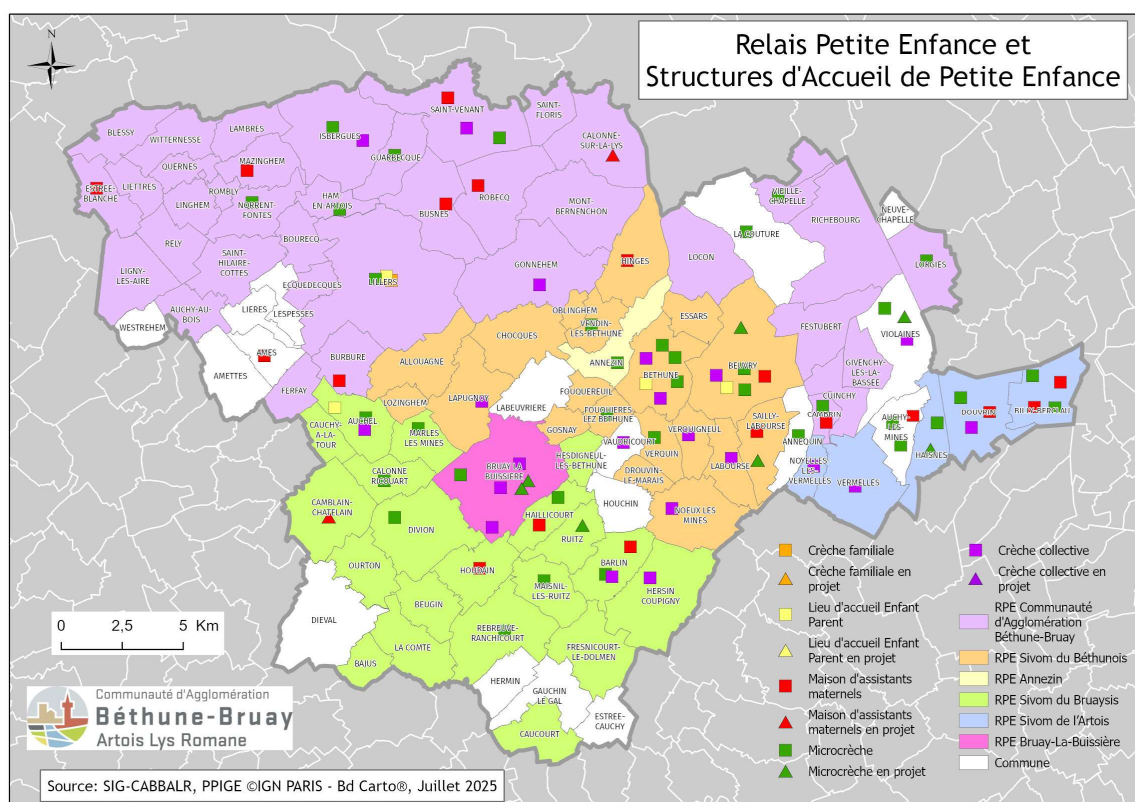 Relais Petite Enfance et
Structures d'Accueil de Petite Enfance
N
BLESSY
WITTERNESSE
LAMBRES
ISBERGUES
SAINT-VENANT
SAINT-
FLORIS
GUARBECQUE
CALONNE-
SUR-LA-LYS
QUERNES
MAZINGHEM
ESTREE-
BLANCHE
LIETTRES
LINGHEM
ROMBLY
NORRENT-
FONTES
HAM-
EN-ARTOIS
BUSNES
ROBECQ
MONT-
BERNENCHON
VIEILLE-
CHAPELLE
RICHEBOURG
NEUVE-
CHAPELLE
LA COUTURE
RELY
SAINT-
HILAIRE-
COTTES
BOURECQ
LIGNY-
LES-AIRE
ECQUEDECQUES
LILLERS
GONNEHEM
HINGES
LOCON
LORGIES
AUCHY-AU-
BOIS
LIERES
LESPESSES
WESTREHEM
AMES
AMETTES
FERFAY
BURBURE
ALLOUAGNE
CHOCQUES
OBLINGHEM
VENDIN-
LES-BETHUNE
ESSARS
ANNEZIN
BETHUNE
BEUVRY
FESTUBERT
VIOLAINES
GIVENCHY-
LES-LA-
BASSEE
CUINCHY
CAMBRIN
LOZINGHEM
LAPUGNOY
LABEUVRIERE
FOUQUEREUIL
FOUQUIERES
LEZ BETHUNE
GOSNAY
VAUDRICOURT
VERQUIN
VERQUIGNEUL
SAILLY-
LABOURSE
LABOURSE
ANNEQUIN
NOYELLES
LES-
VERMELLES
VERMELLES
AUCHY-
LES-
MINES
HAISNES
DOUVRIN
BILLY-BERCLAU
CAUCHY-
A-LA-
TOUR
AUCHEL
MARLES
LES MINES
CALONNE
RICOUART
BRUAY LA
BUISSIERE
HESDIGNEUL-
LES-BETHUNE
DROUVIN-
LE-MARAIS
HOUCHIN
NOEUX LES
MINES
CAMBLAIN-
CHATELAIN
DIVION
HAILLICOURT
RUITZ
BARLIN
HERSIN
COUPIGNY
OURTON
HOUDAIN
MAISNIL-
LES-RUITZ
DIEVAL
BEUGIN
REBREUVE-
RANCHICOURT
LA COMTE
BAJUS
FRESNICOURT-
LE-DOLMEN
HERMIN
GAUCHIN
LE GAL
ESTREE-
CAUCHY
CAUCOURT
Crèche familiale
Crèche familiale en
projet
Lieu d'accueil Enfant
Parent
Lieu d'accueil Enfant
Parent en projet
Maison d'assistants
maternels
Maison d'assistants
maternels en projet
Microcrèche
Microcrèche en projet
Crèche collective
Crèche collective en
projet
RPE Communauté
d'Agglomération
Béthune-Bruay
RPE Sivom du Béthunois
RPE Annezin
RPE Sivom du Bruaysis
RPE Sivom de l'Artois
RPE Bruay-La-Buissière
Commune
0 2,5 5 Km
Communauté d'Agglomération
Béthune-Bruay
Artois Lys Romane
Source: SIG-CABBALR, PPIGE ©IGN PARIS - Bd Carto®, Juillet 2025